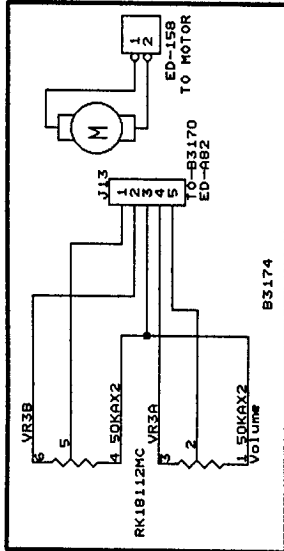 VR3B
6
5
4
50KAX2
RK18112MC
VR3A
3
2
1
50KAX2
Volume
J13
1
2
3
4
5
TO-B3170
ED-A82
M
1
2
ED-158
TO MOTOR
B3174